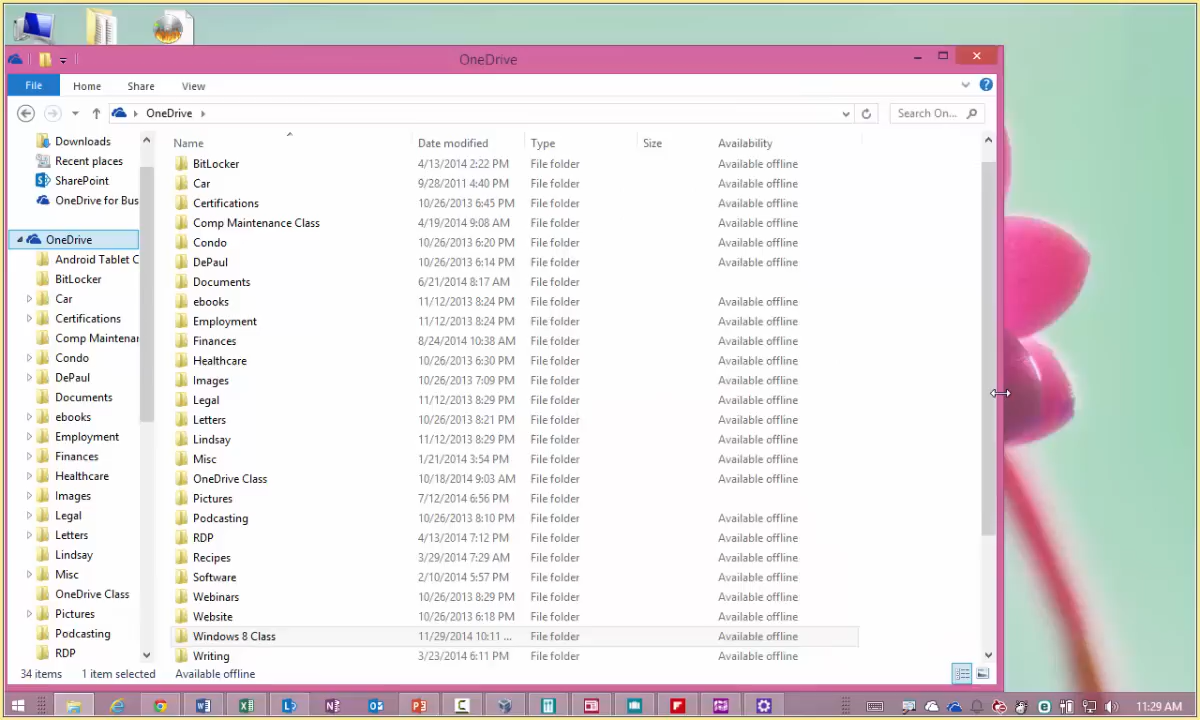 OneDrive
File Home Share View
OneDrive
Search On...
Downloads
Recent places
SharePoint
OneDrive for Bus
OneDrive
Android Tablet C
BitLocker
Car
Certifications
Comp Maintenan
Condo
DePaul
Documents
ebooks
Employment
Finances
Healthcare
Images
Legal
Letters
Lindsay
Misc
OneDrive Class
Pictures
Podcasting
RDP
Name Date modified Type Size Availability
BitLocker 4/13/2014 2:22 PM File folder Available offline
Car 9/28/2011 4:40 PM File folder Available offline
Certifications 10/26/2013 6:45 PM File folder Available offline
Comp Maintenance Class 4/19/2014 9:08 AM File folder Available offline
Condo 10/26/2013 6:20 PM File folder Available offline
DePaul 10/26/2013 6:14 PM File folder Available offline
Documents 6/21/2014 8:17 AM File folder
ebooks 11/12/2013 8:24 PM File folder Available offline
Employment 11/12/2013 8:24 PM File folder Available offline
Finances 8/24/2014 10:38 AM File folder Available offline
Healthcare 10/26/2013 6:30 PM File folder Available offline
Images 10/26/2013 7:09 PM File folder Available offline
Legal 11/12/2013 8:29 PM File folder Available offline
Letters 10/26/2013 8:21 PM File folder Available offline
Lindsay 11/12/2013 8:29 PM File folder Available offline
Misc 1/21/2014 3:54 PM File folder Available offline
OneDrive Class 10/18/2014 9:03 AM File folder Available offline
Pictures 7/12/2014 6:56 PM File folder
Podcasting 10/26/2013 8:10 PM File folder Available offline
RDP 4/13/2014 7:12 PM File folder Available offline
Recipes 3/29/2014 7:29 AM File folder Available offline
Software 2/10/2014 5:57 PM File folder Available offline
Webinars 10/26/2013 8:29 PM File folder Available offline
Website 10/26/2013 6:18 PM File folder Available offline
Windows 8 Class 11/29/2014 10:11 ... File folder Available offline
Writing 3/23/2014 6:11 PM File folder Available offline
34 items 1 item selected Available offline
11:29 AM